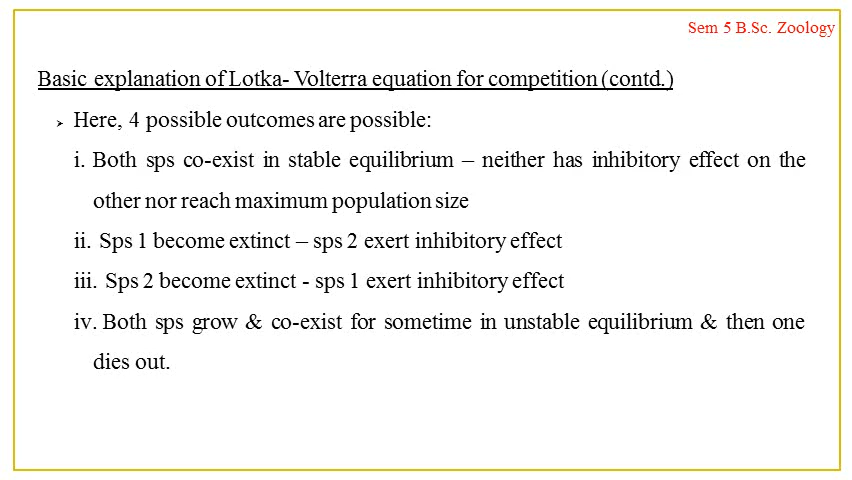 Sem 5 B.Sc. Zoology
Basic explanation of Lotka- Volterra equation for competition (contd.)
➢ Here, 4 possible outcomes are possible:
i. Both sps co-exist in stable equilibrium – neither has inhibitory effect on the
other nor reach maximum population size
ii. Sps 1 become extinct – sps 2 exert inhibitory effect
iii. Sps 2 become extinct - sps 1 exert inhibitory effect
iv. Both sps grow & co-exist for sometime in unstable equilibrium & then one
dies out.